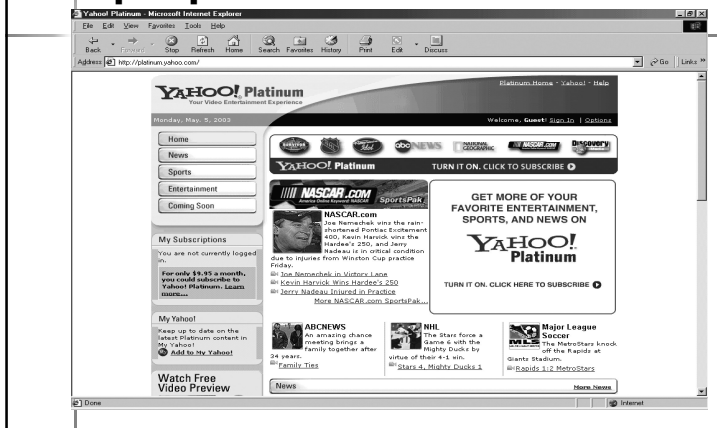 Yahoo! Platinum - Microsoft Internet Explorer
File Edit View Favorites Tools Help
Back Forward Stop Refresh Home Search Favorites History Print Edit Discuss
Address http://platinum.yahoo.com/ Go Links »
YAHOO! Platinum
Your Video Entertainment Experience
Platinum Home - Yahoo! - Help
Monday, May. 5, 2003
Welcome, Guest! Sign In | Options
Home
News
Sports
Entertainment
Coming Soon
My Subscriptions
You are not currently logged
in.
For only $9.95 a month,
you could subscribe to
Yahoo! Platinum. Learn
more...
My Yahoo!
Keep up to date on the
latest Platinum content in
My Yahoo!
Add to My Yahoo!
Watch Free
Video Preview
abcNEWS NATIONAL GEOGRAPHIC NASCAR.COM Discovery
YAHOO! Platinum TURN IT ON. CLICK TO SUBSCRIBE
NASCAR.COM SportsPak
America Online Keyword: NASCAR
NASCAR.com
Joe Nemechek wins the rain-
shortened Pontiac Excitement
400, Kevin Harvick wins the
Hardee's 250, and Jerry
Nadeau is in critical condition
due to injuries from Winston Cup practice
Friday.
Joe Nemechek in Victory Lane
Kevin Harvick Wins Hardee's 250
Jerry Nadeau Injured in Practice
More NASCAR.com SportsPak...
GET MORE OF YOUR
FAVORITE ENTERTAINMENT,
SPORTS, AND NEWS ON
YAHOO!
Platinum
TURN IT ON. CLICK HERE TO SUBSCRIBE
ABCNEWS
An amazing chance
meeting brings a
family together after
34 years.
Family Ties
NHL
The Stars force a
Game 6 with the
Mighty Ducks by
virtue of their 4-1 win.
Stars 4, Mighty Ducks 1
MLS
Major League
Soccer
The MetroStars knock
off the Rapids at
Giants Stadium.
Rapids 1:2 MetroStars
News More News
Done Internet